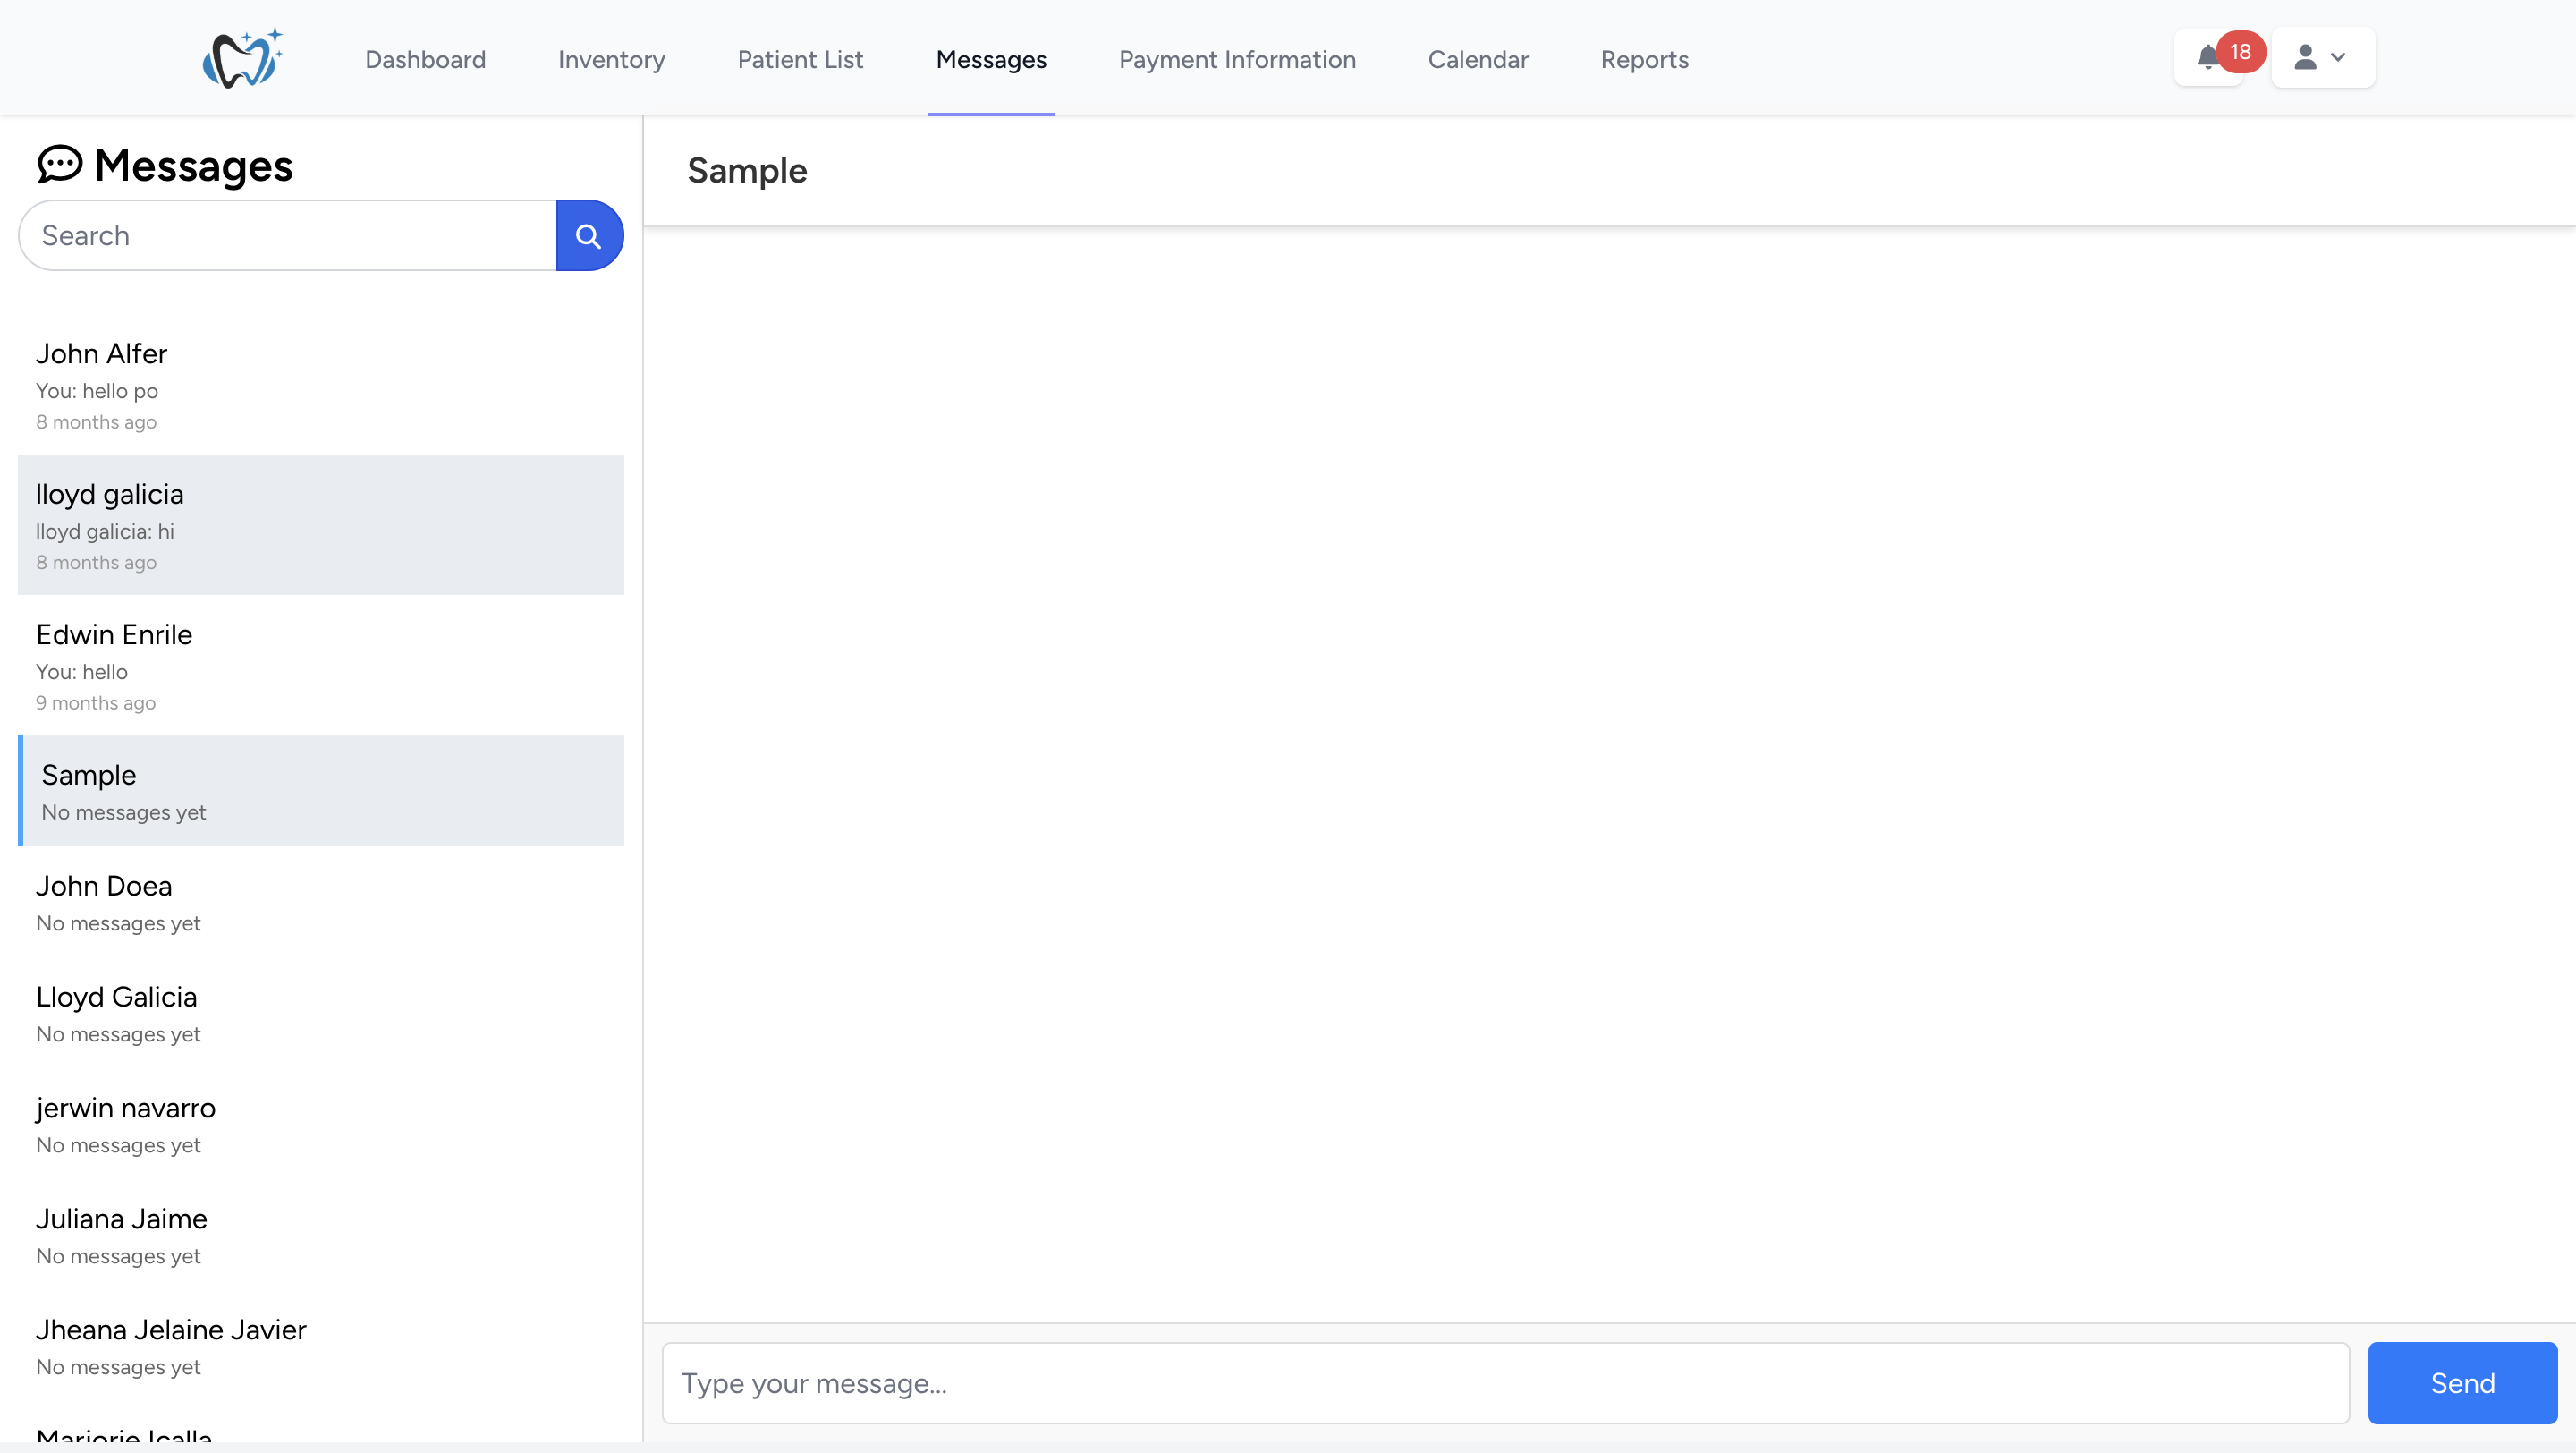 Dashboard Inventory Patient List Messages Payment Information Calendar Reports 18
Messages
Search
John Alfer
You: hello po
8 months ago
lloyd galicia
lloyd galicia: hi
8 months ago
Edwin Enrile
You: hello
9 months ago
Sample
No messages yet
John Doea
No messages yet
Lloyd Galicia
No messages yet
jerwin navarro
No messages yet
Juliana Jaime
No messages yet
Jheana Jelaine Javier
No messages yet
Marjorie Icalla
Sample
Type your message...
Send